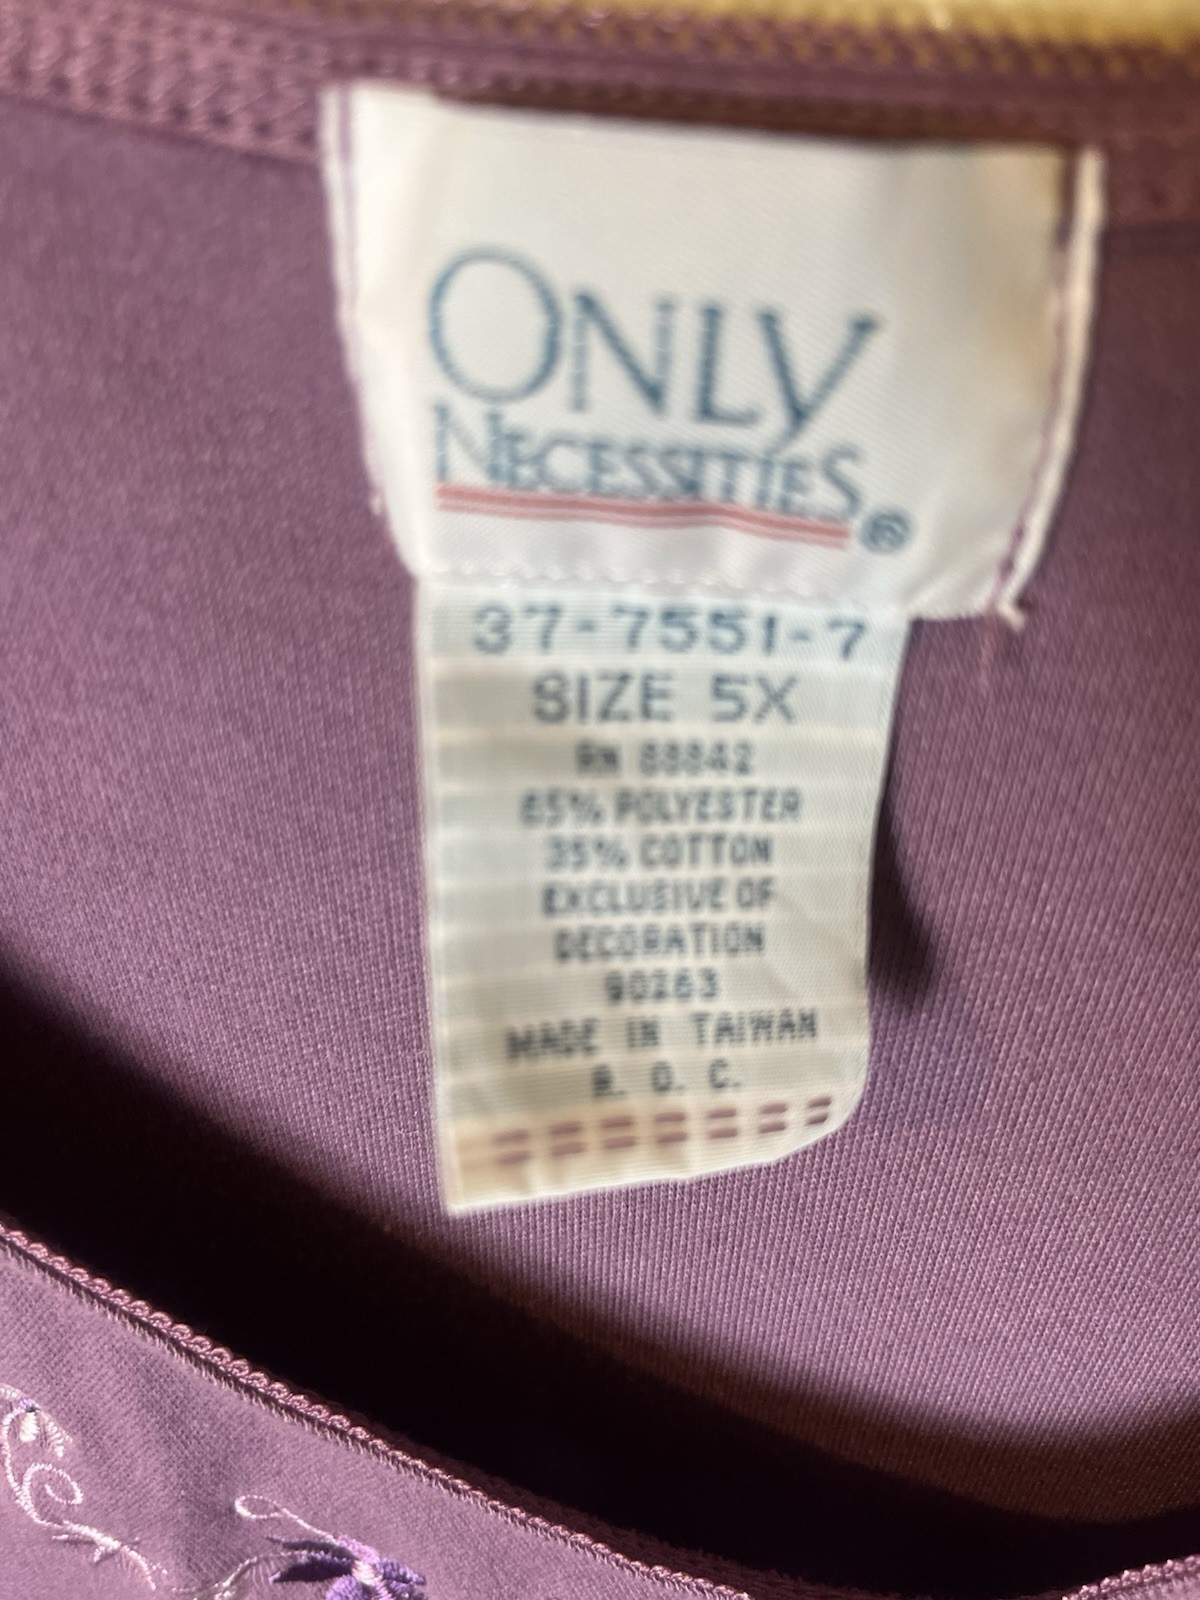 ONLY
NECESSITIES®
37-7551-7
SIZE 5X
RN 88842
65% POLYESTER
35% COTTON
EXCLUSIVE OF
DECORATION
90263
MADE IN TAIWAN
R. O. C.